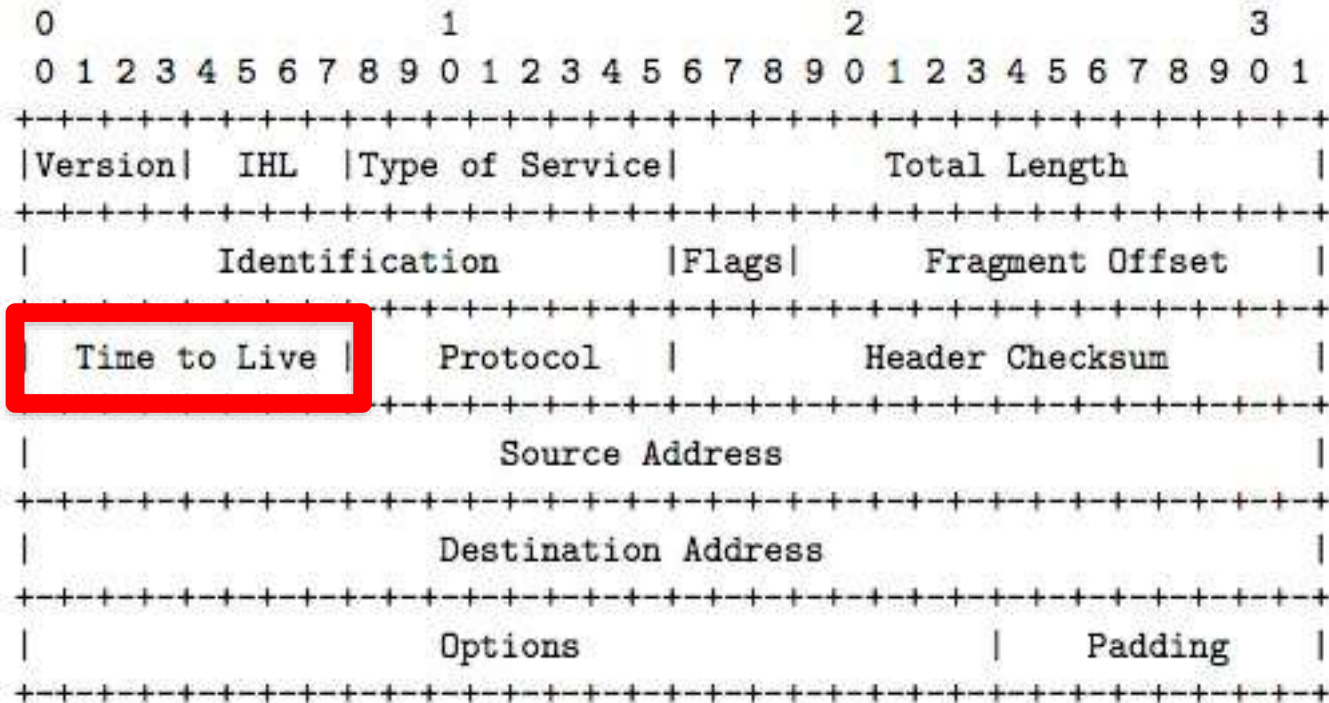 0 1 2 3
0 1 2 3 4 5 6 7 8 9 0 1 2 3 4 5 6 7 8 9 0 1 2 3 4 5 6 7 8 9 0 1
+-+-+-+-+-+-+-+-+-+-+-+-+-+-+-+-+-+-+-+-+-+-+-+-+-+-+-+-+-+-+-+-+
|Version| IHL |Type of Service| Total Length |
+-+-+-+-+-+-+-+-+-+-+-+-+-+-+-+-+-+-+-+-+-+-+-+-+-+-+-+-+-+-+-+-+
| Identification |Flags| Fragment Offset |
+-+-+-+-+-+-+-+-+-+-+-+-+-+-+-+-+-+-+-+-+-+-+-+-+-+-+-+-+-+-+-+-+
| Time to Live | Protocol | Header Checksum |
+-+-+-+-+-+-+-+-+-+-+-+-+-+-+-+-+-+-+-+-+-+-+-+-+-+-+-+-+-+-+-+-+
| Source Address |
+-+-+-+-+-+-+-+-+-+-+-+-+-+-+-+-+-+-+-+-+-+-+-+-+-+-+-+-+-+-+-+-+
| Destination Address |
+-+-+-+-+-+-+-+-+-+-+-+-+-+-+-+-+-+-+-+-+-+-+-+-+-+-+-+-+-+-+-+-+
| Options | Padding |
+-+-+-+-+-+-+-+-+-+-+-+-+-+-+-+-+-+-+-+-+-+-+-+-+-+-+-+-+-+-+-+-+